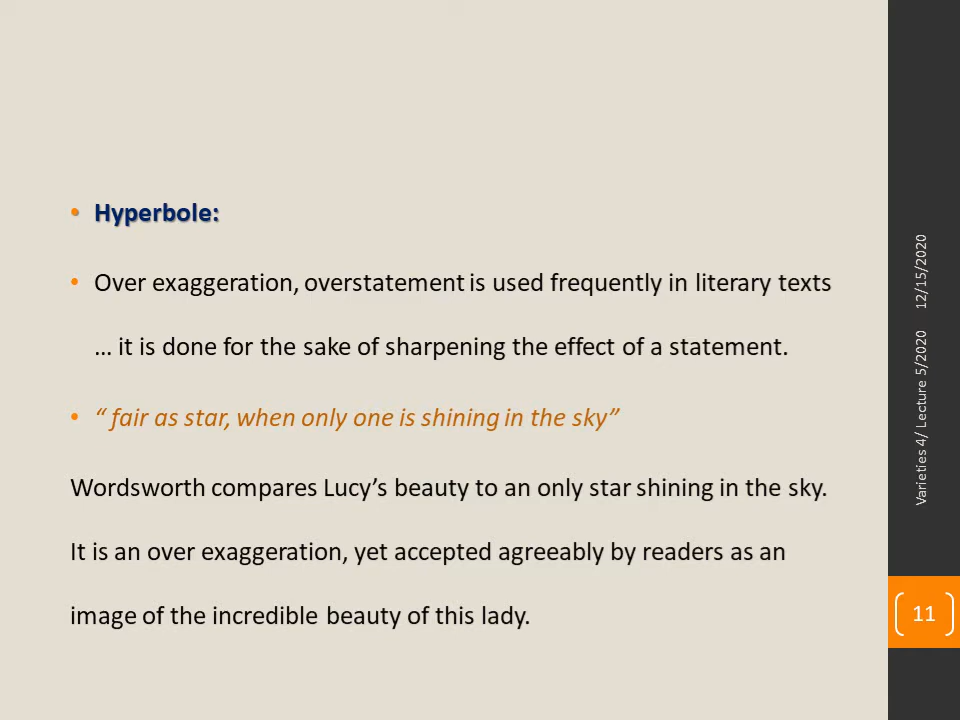 • Hyperbole:
• Over exaggeration, overstatement is used frequently in literary texts
… it is done for the sake of sharpening the effect of a statement.
• “ fair as star, when only one is shining in the sky”
Wordsworth compares Lucy’s beauty to an only star shining in the sky.
It is an over exaggeration, yet accepted agreeably by readers as an
image of the incredible beauty of this lady.
Varieties 4/ Lecture 5/2020 12/15/2020
11